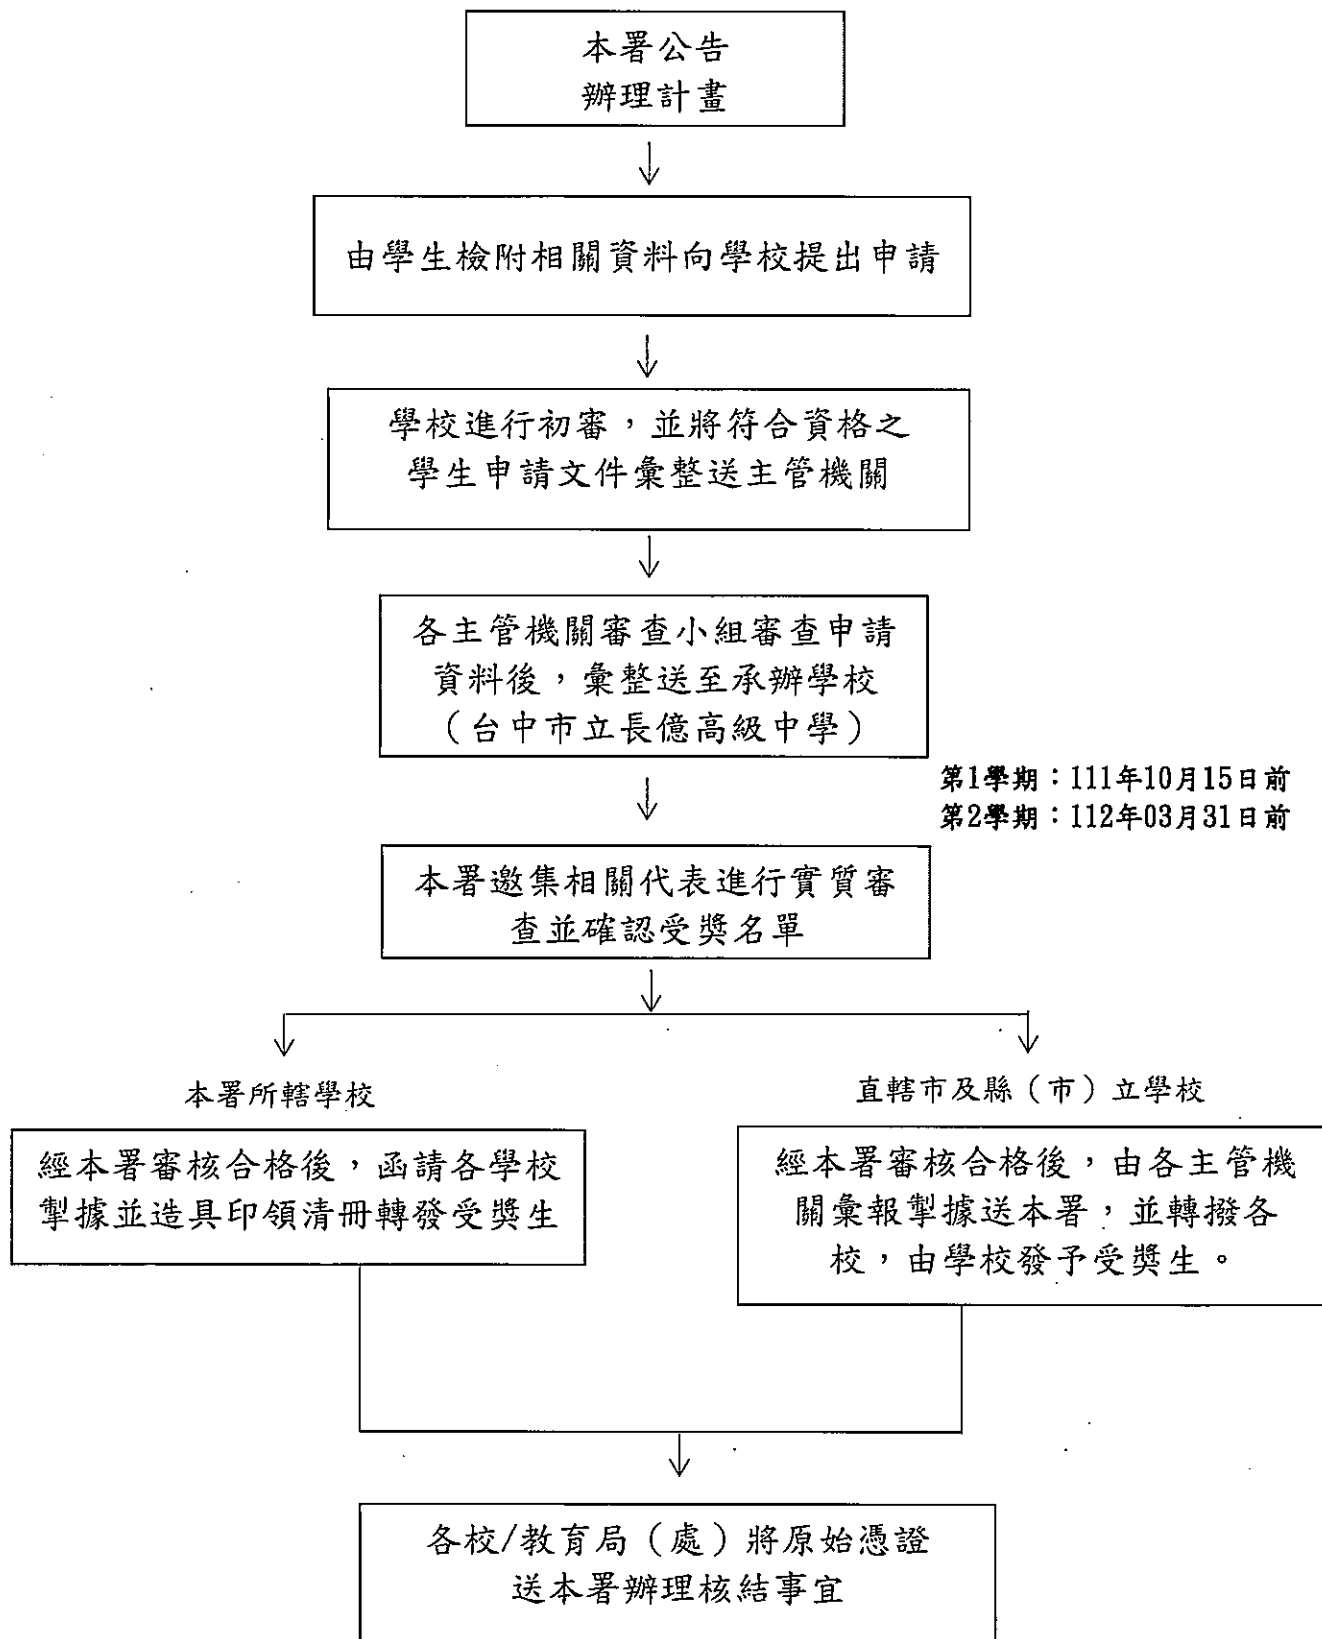 本署公告
辦理計畫
由學生檢附相關資料向學校提出申請
學校進行初審，並將符合資格之
學生申請文件彙整送主管機關
各主管機關審查小組審查申請
資料後，彙整送至承辦學校
（台中市立長億高級中學）
第1學期：111年10月15日前
第2學期：112年03月31日前
本署邀集相關代表進行實質審
查並確認受獎名單
本署所轄學校
經本署審核合格後，函請各學校
掣據並造具印領清冊轉發受獎生
直轄市及縣（市）立學校
經本署審核合格後，由各主管機
關彙報掣據送本署，並轉撥各
校，由學校發予受獎生。
各校/教育局（處）將原始憑證
送本署辦理核結事宜